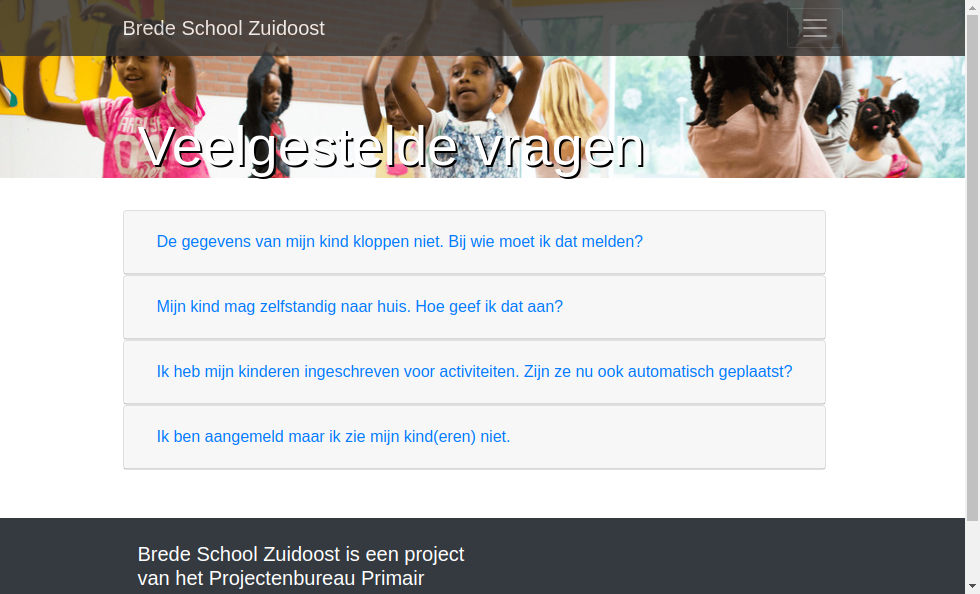 Brede School Zuidoost
Veelgestelde vragen
De gegevens van mijn kind kloppen niet. Bij wie moet ik dat melden?
Mijn kind mag zelfstandig naar huis. Hoe geef ik dat aan?
Ik heb mijn kinderen ingeschreven voor activiteiten. Zijn ze nu ook automatisch geplaatst?
Ik ben aangemeld maar ik zie mijn kind(eren) niet.
Brede School Zuidoost is een project
van het Projectenbureau Primair